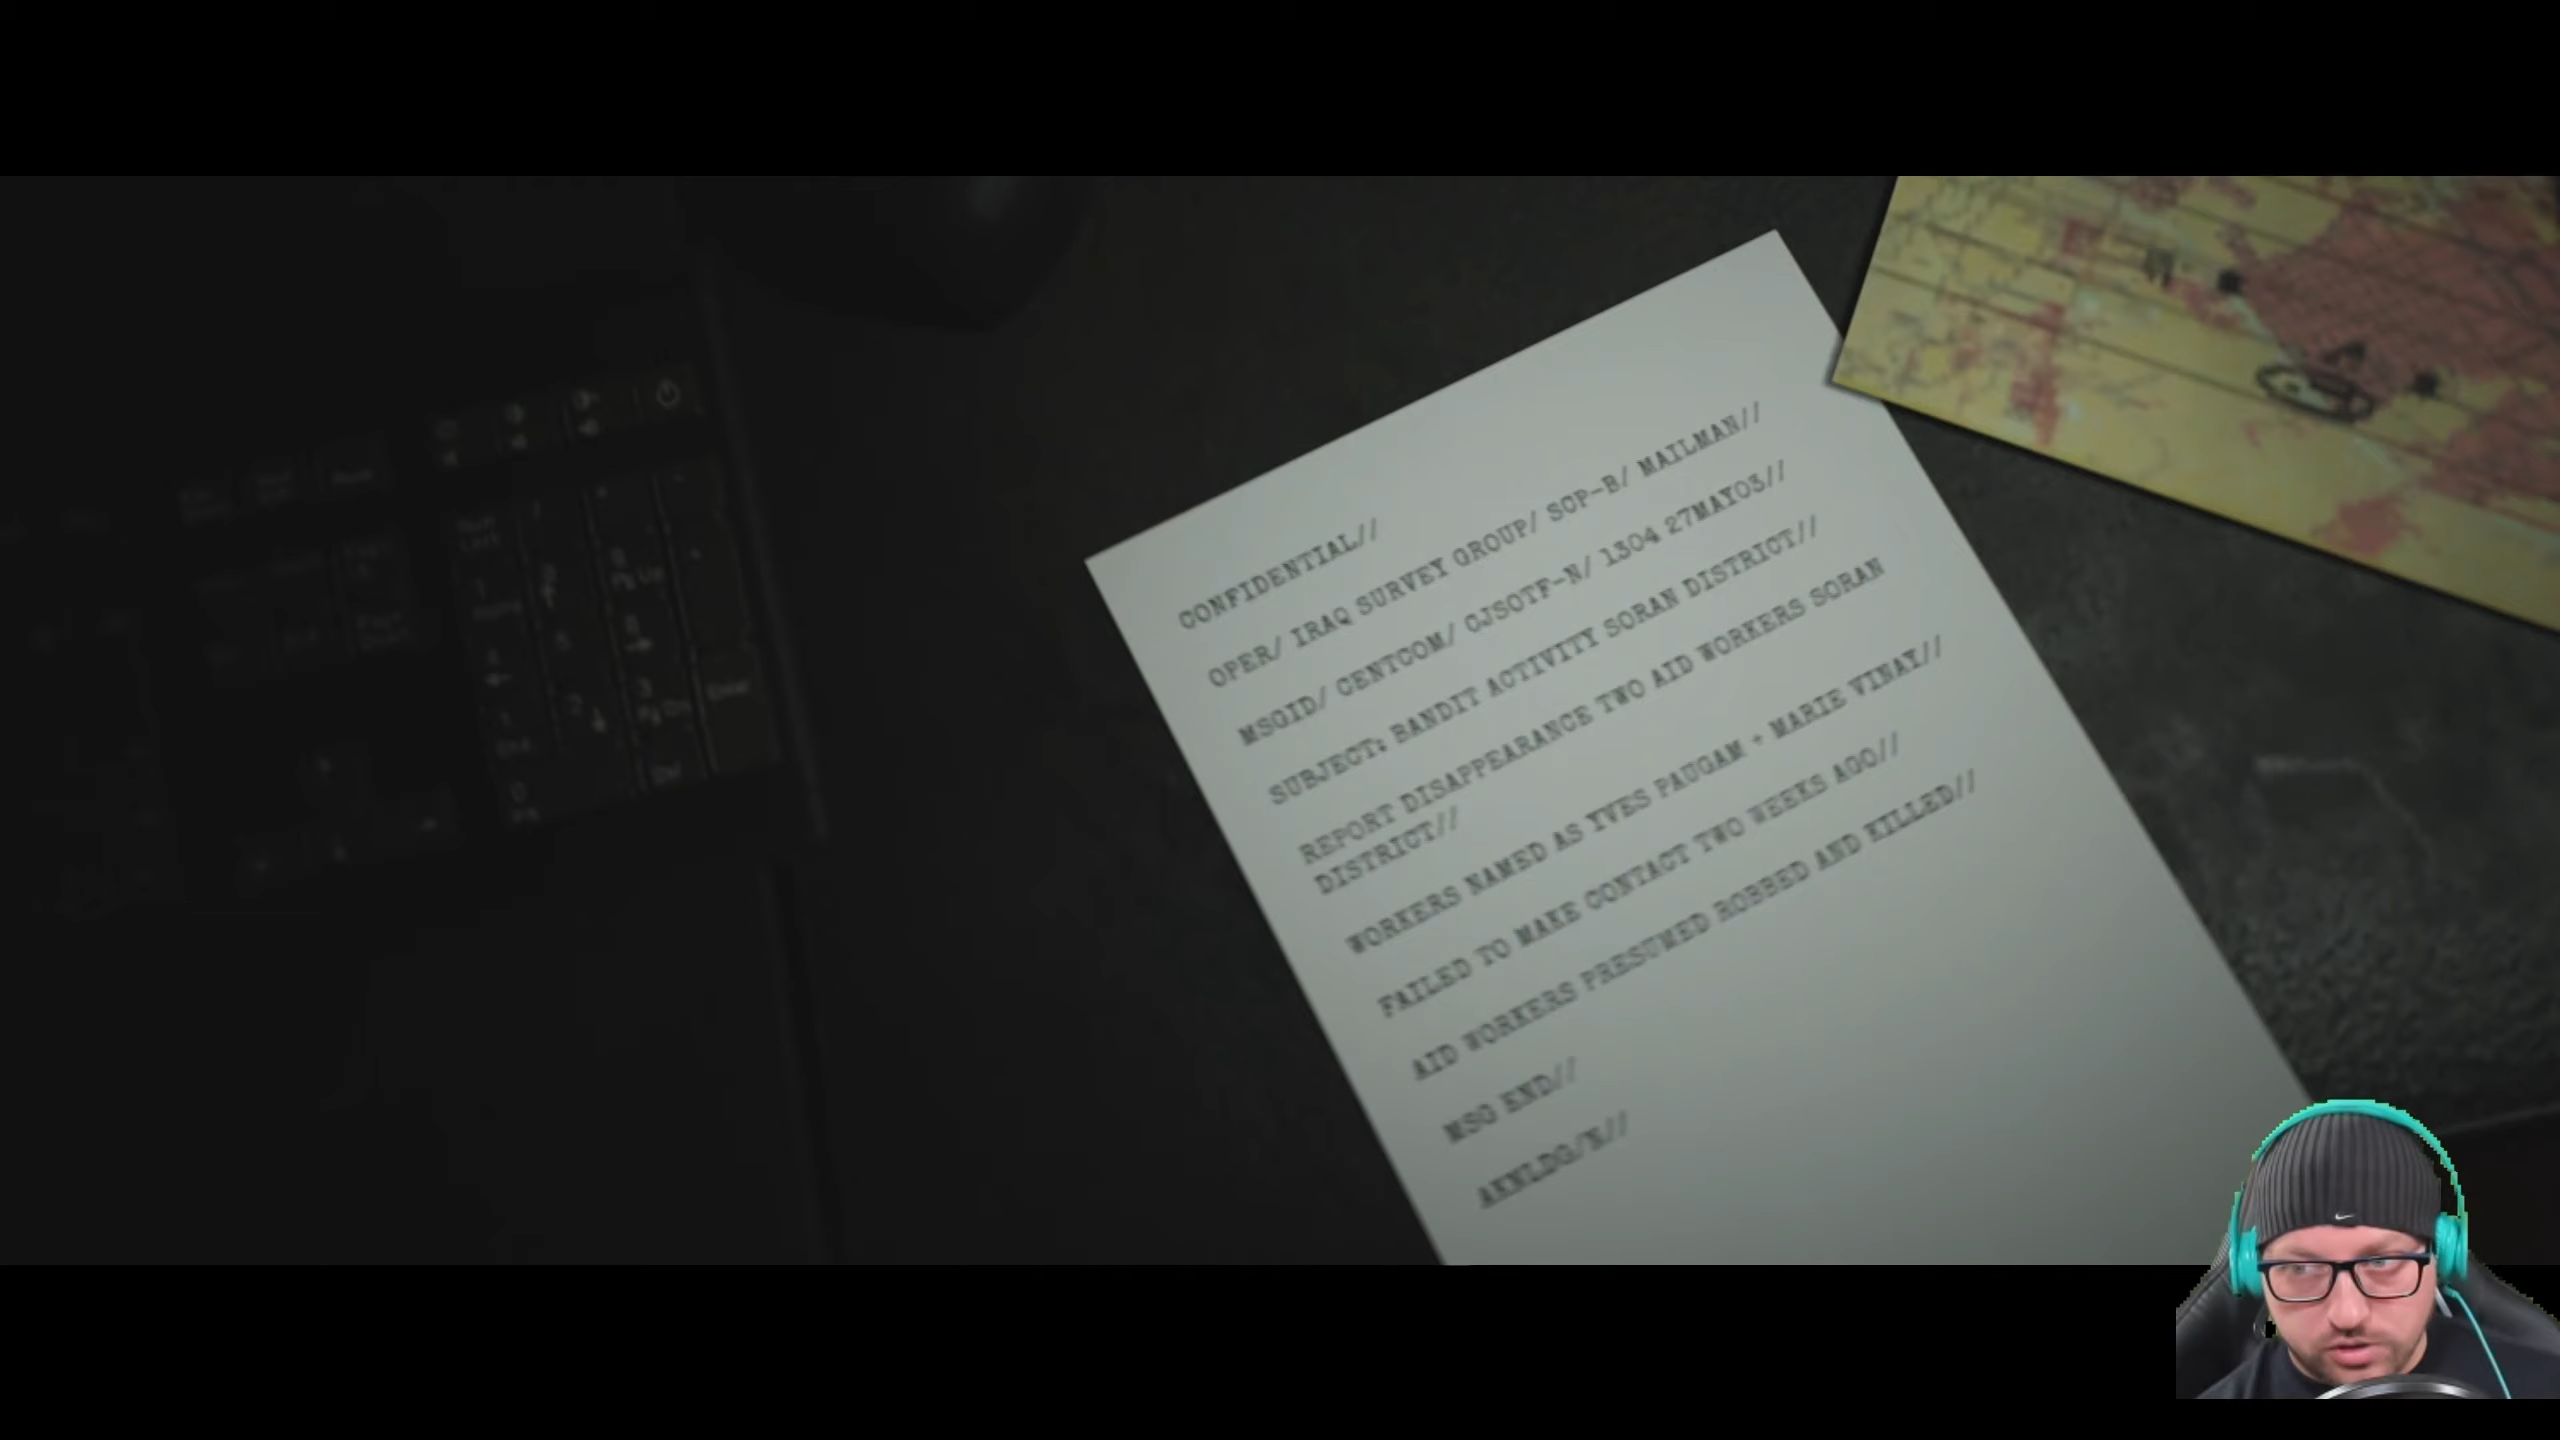 CONFIDENTIAL//
OPER/ IRAQ SURVEY GROUP/ SCP-B/ MAILMAN//
MSGID/ CENTCOM/ CJSOTF-N/ 1304 27MAY03//
SUBJECT: BANDIT ACTIVITY SORAN DISTRICT//
REPORT DISAPPEARANCE TWO AID WORKERS SORAN
DISTRICT//
WORKERS NAMED AS YVES PAUGAM + MARIE VINAY//
FAILED TO MAKE CONTACT TWO WEEKS AGO//
AID WORKERS PRESUMED ROBBED AND KILLED//
MSG END//
AKNLDG/N//